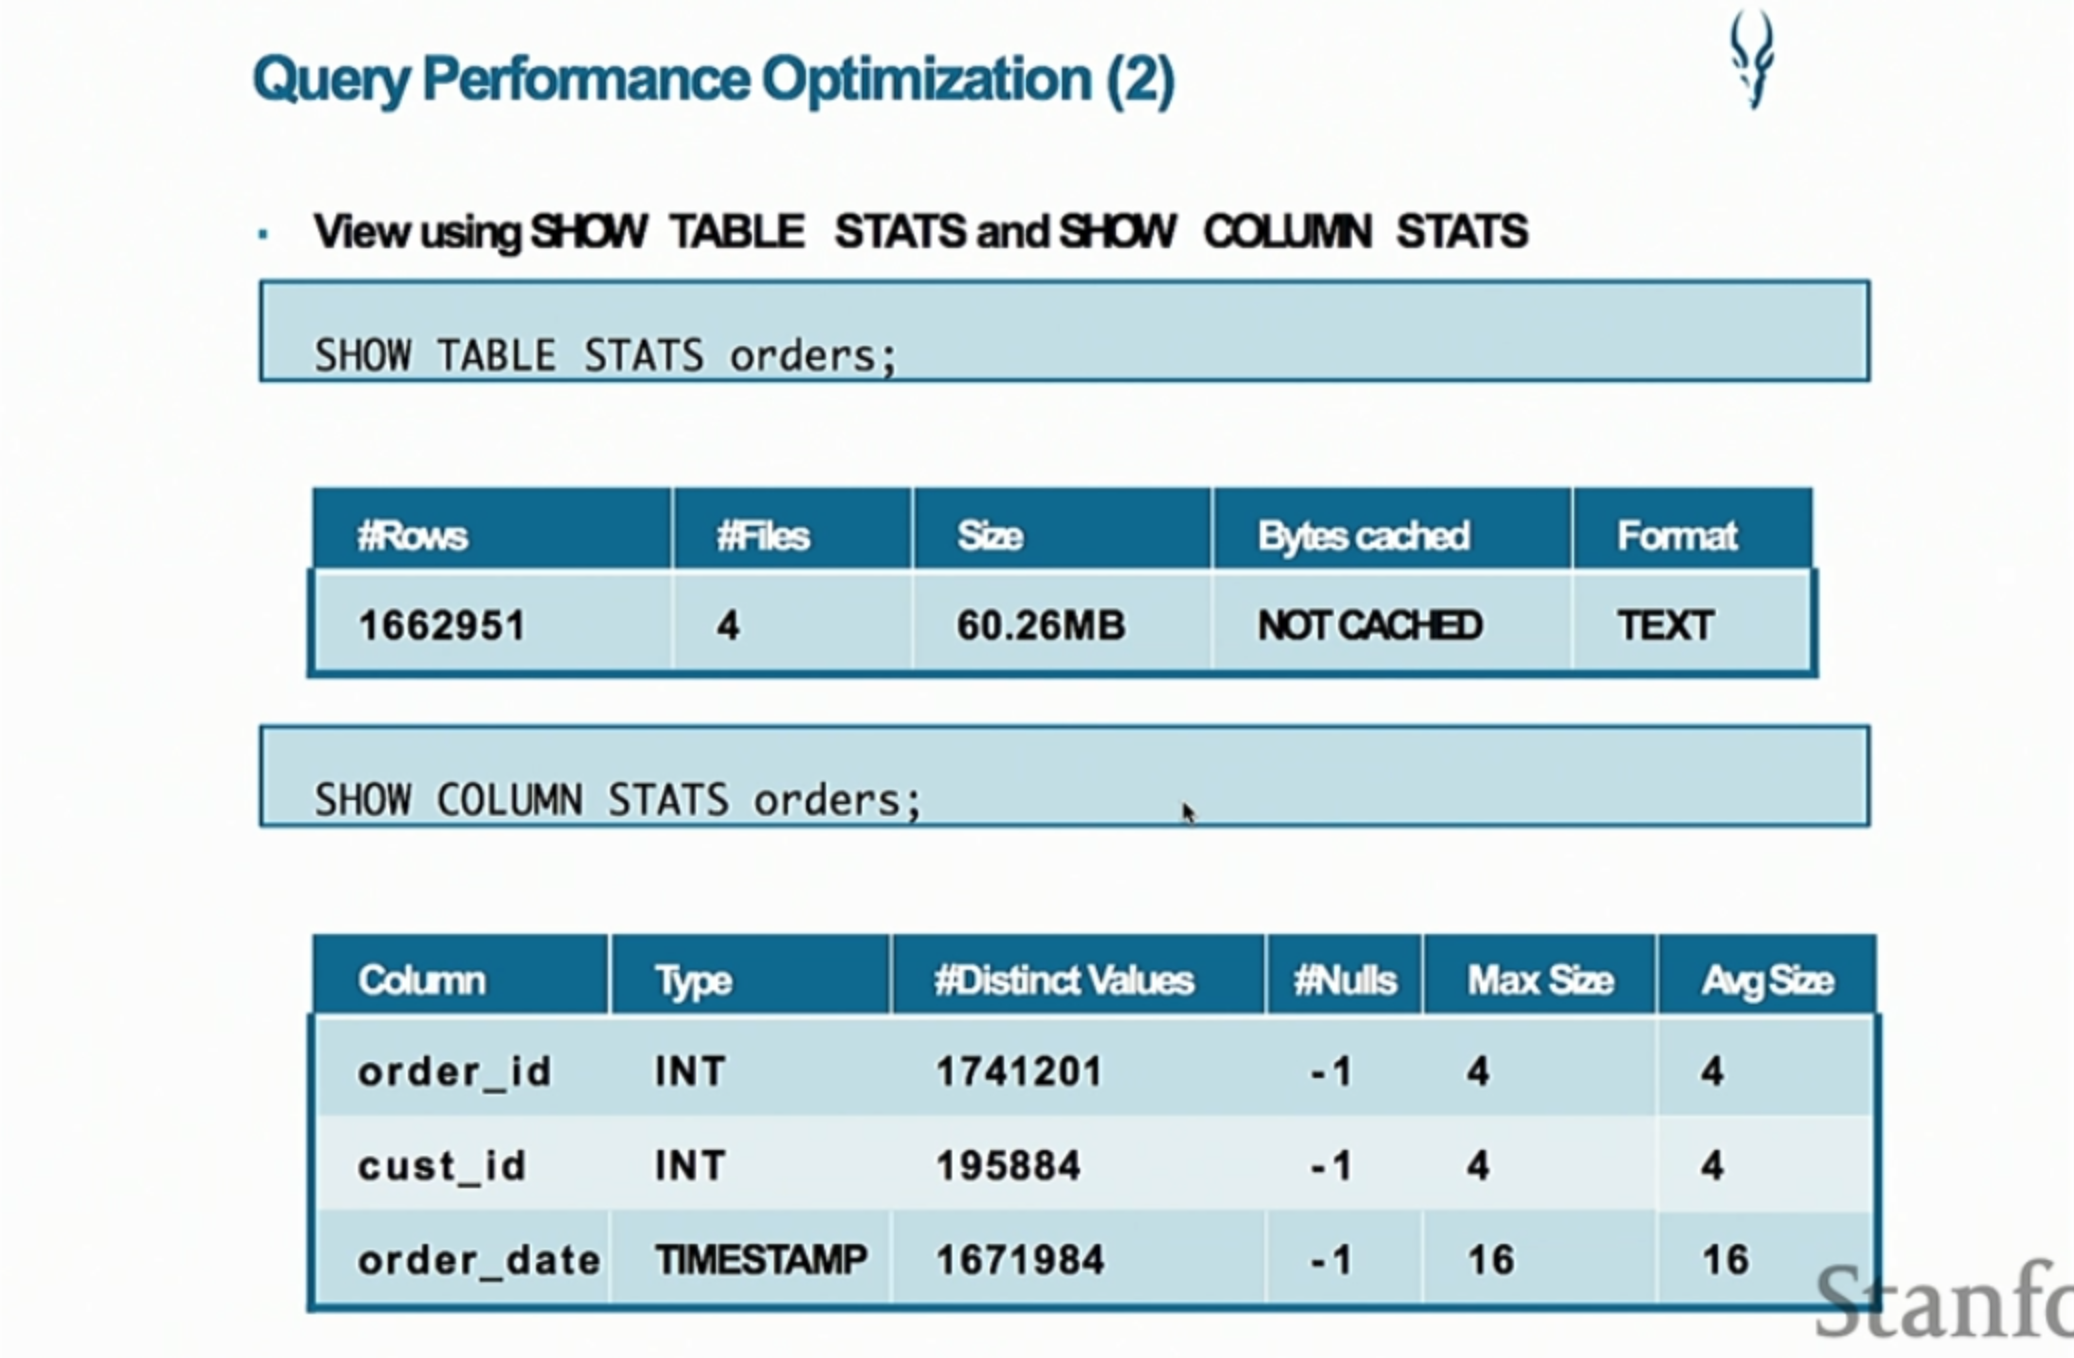 Query Performance Optimization (2)
· View using SHOW TABLE STATS and SHOW COLUMN STATS
SHOW TABLE STATS orders;
#Rows #Files Size Bytes cached Format
1662951 4 60.26MB NOT CACHED TEXT
SHOW COLUMN STATS orders;
Column Type #Distinct Values #Nulls Max Size Avg Size
order_id INT 1741201 -1 4 4
cust_id INT 195884 -1 4 4
order_date TIMESTAMP 1671984 -1 16 16
Stanfo